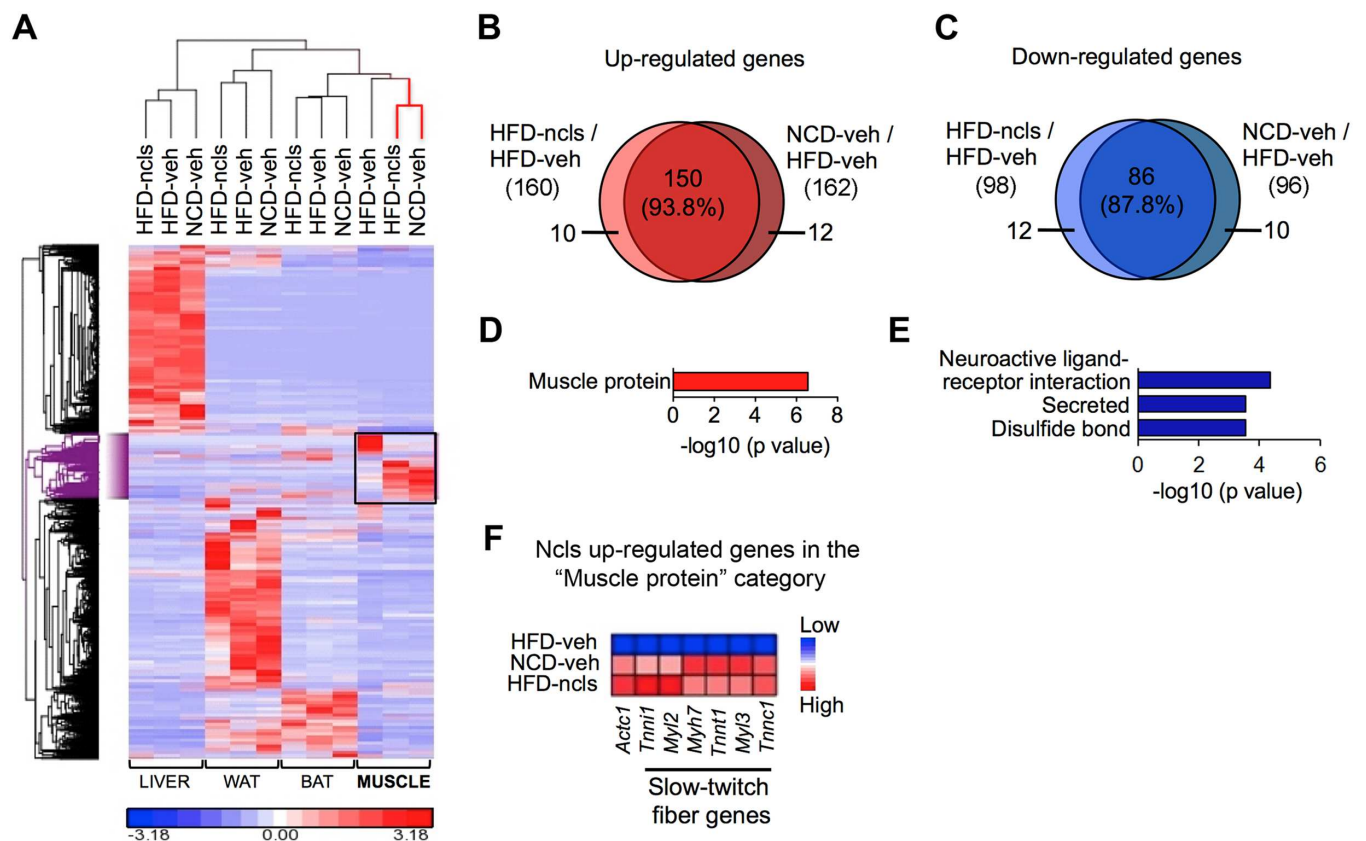 A
HFD-ncls
HFD-veh
NCD-veh
HFD-ncls
HFD-veh
NCD-veh
HFD-ncls
HFD-veh
NCD-veh
HFD-veh
HFD-ncls
NCD-veh
LIVER
WAT
BAT
MUSCLE
-3.18
0.00
3.18
B
Up-regulated genes
HFD-ncls /
HFD-veh
(160)
150
(93.8%)
NCD-veh /
HFD-veh
(162)
10
12
C
Down-regulated genes
HFD-ncls /
HFD-veh
(98)
86
(87.8%)
NCD-veh /
HFD-veh
(96)
12
10
D
Muscle protein
0 2 4 6 8
-log10 (p value)
E
Neuroactive ligand-
receptor interaction
Secreted
Disulfide bond
0 2 4 6
-log10 (p value)
F
Ncls up-regulated genes in the
“Muscle protein” category
HFD-veh
NCD-veh
HFD-ncls
Low
High
Actc1
Tnni1
Myl2
Myh7
Tnnt1
Myl3
Tnnc1
Slow-twitch
fiber genes